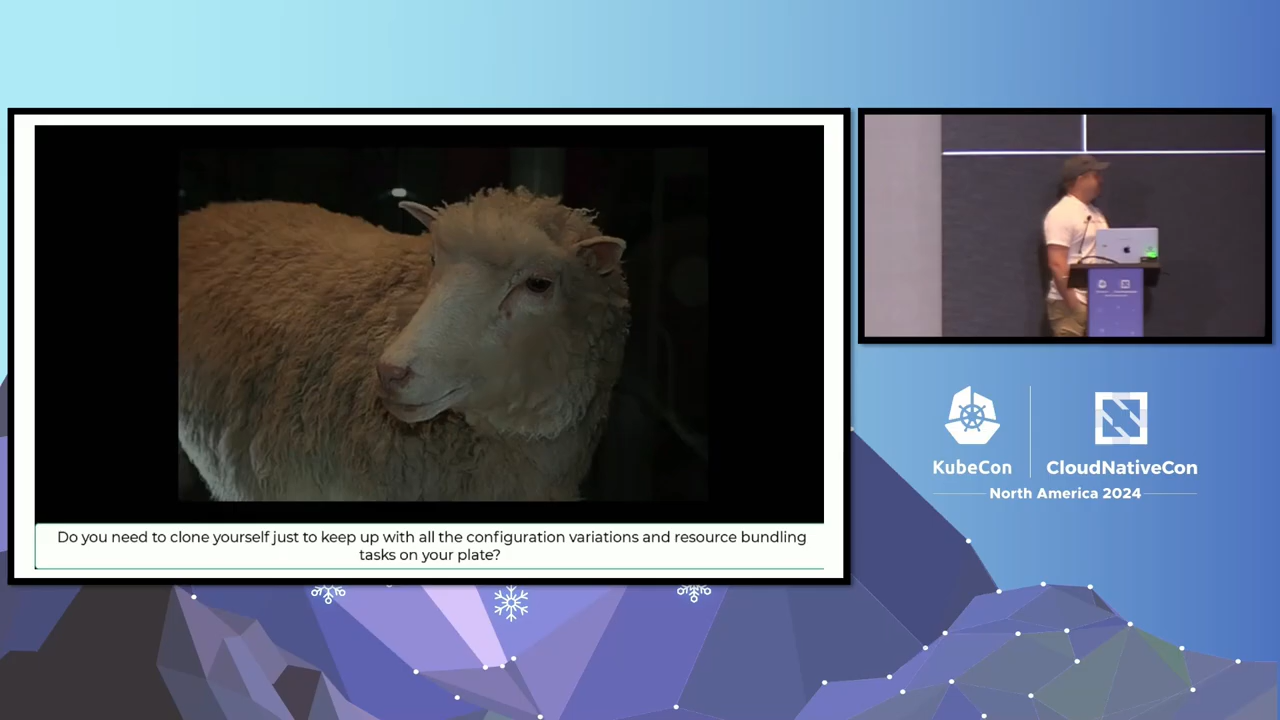 Do you need to clone yourself just to keep up with all the configuration variations and resource bundling
tasks on your plate?
KubeCon
CloudNativeCon
North America 2024